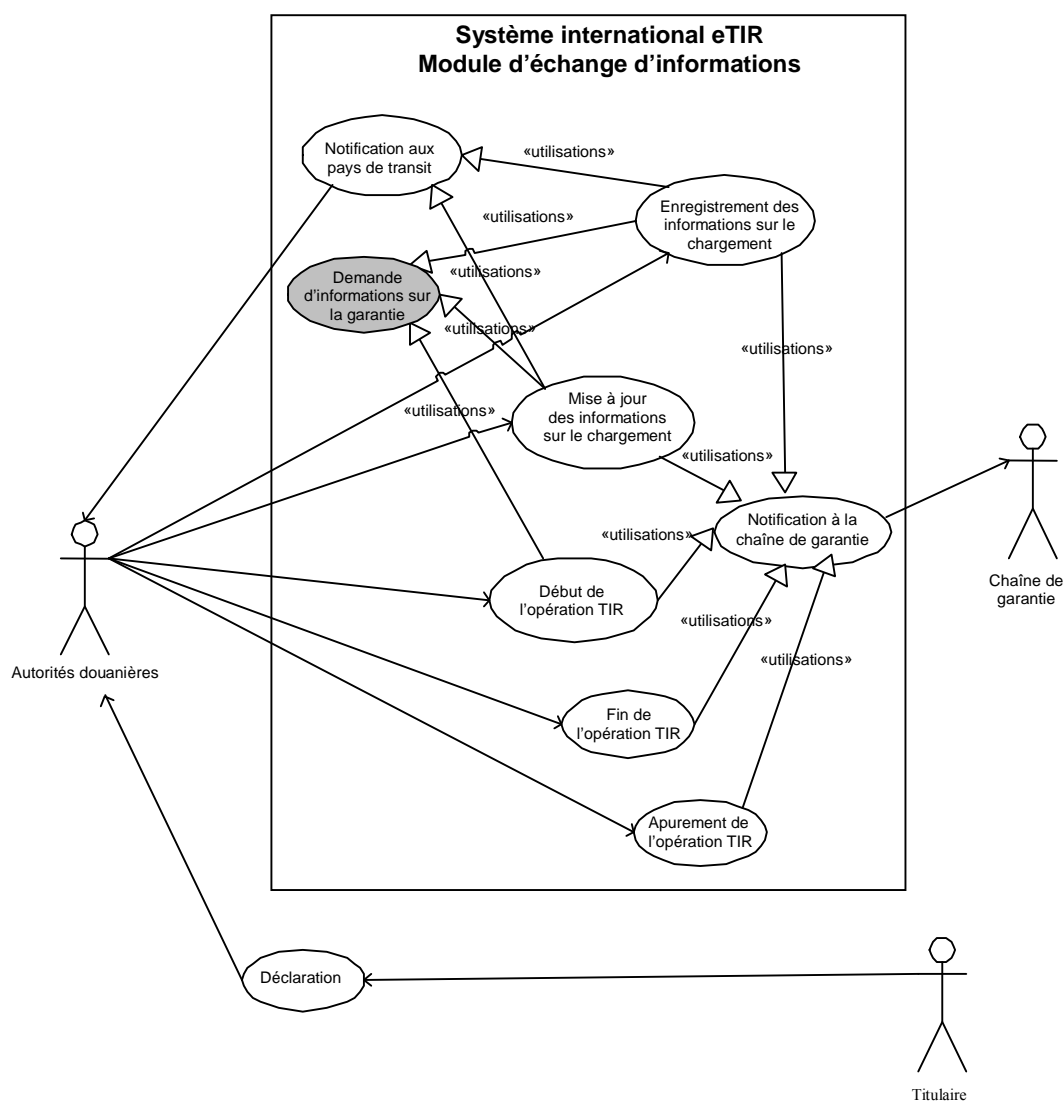 Système international eTIR
Module d'échange d'informations
Notification aux
pays de transit
«utilisations»
Enregistrement des
informations sur le
chargement
«utilisations»
«utilisations»
Demande
d'informations sur
la garantie
«utilisations»
«utilisations»
Mise à jour
des informations
sur le chargement
«utilisations»
«utilisations»
Notification à la
chaîne de garantie
«utilisations»
Chaîne de
garantie
Début de
l'opération TIR
«utilisations»
Autorités douanières
«utilisations»
Fin de
l'opération TIR
Apurement de
l'opération TIR
Déclaration
Titulaire